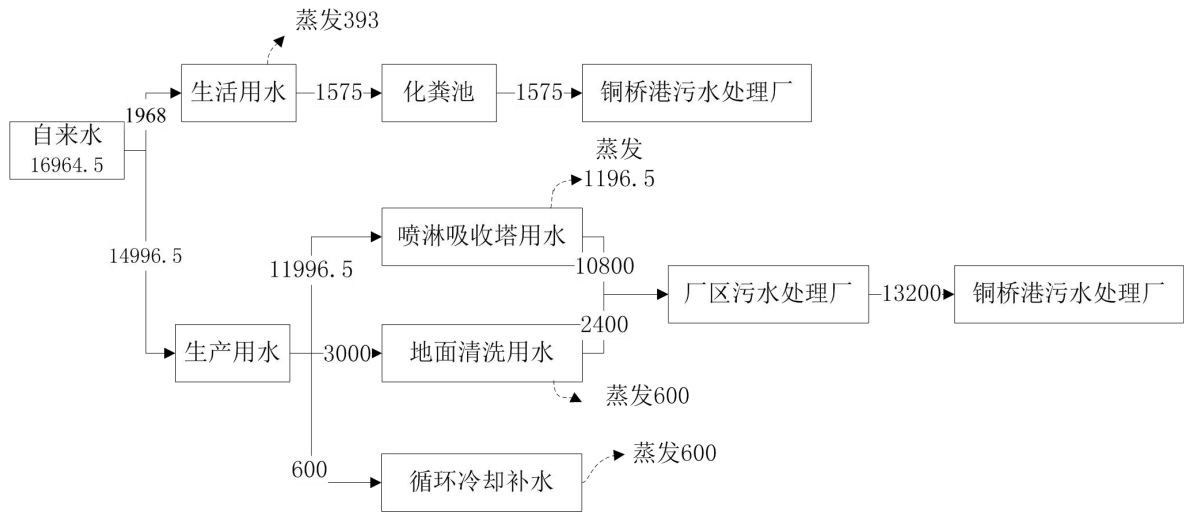 蒸发393
生活用水
1575
化粪池
1575
铜桥港污水处理厂
1968
自来水
16964.5
蒸发
1196.5
喷淋吸收塔用水
14996.5
11996.5
10800
厂区污水处理厂
13200
铜桥港污水处理厂
2400
生产用水
3000
地面清洗用水
蒸发600
蒸发600
600
循环冷却补水